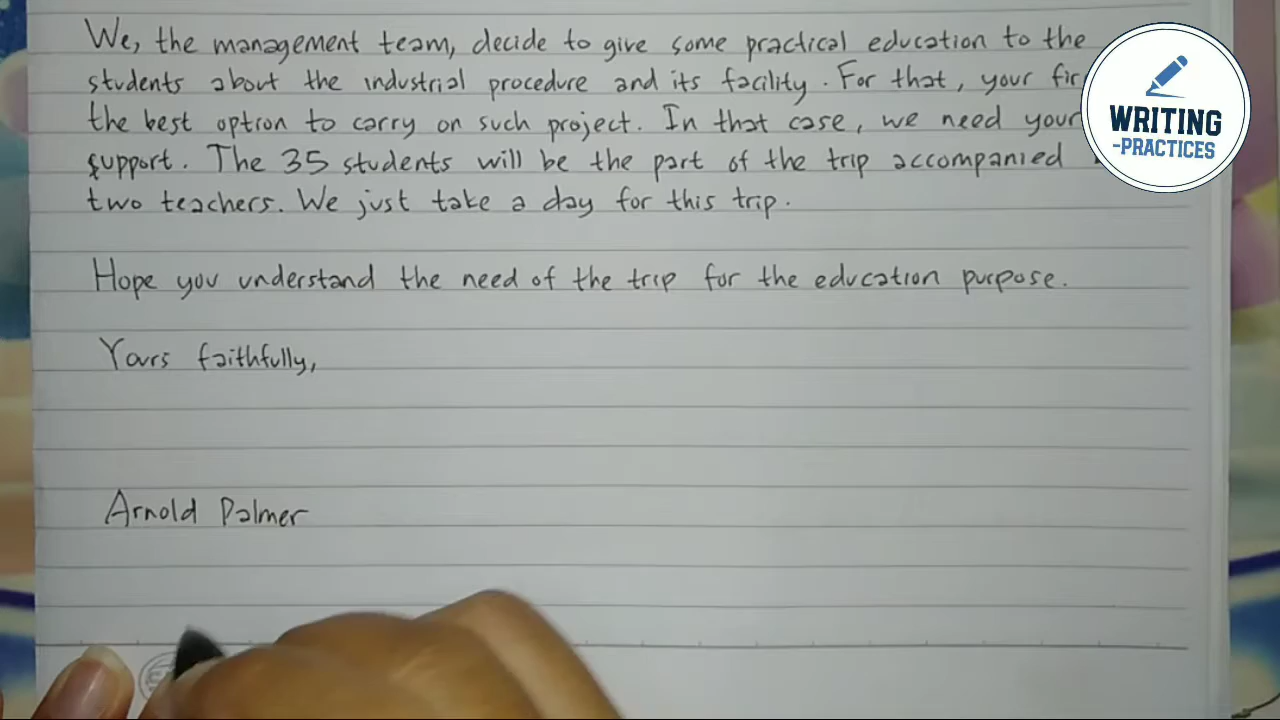 We, the management team, decide to give some practical education to the
students about the industrial procedure and its facility. For that, your
the best option to carry on such project. In that case, we need your
support. The 35 students will be the part of the trip accompanied
two teachers. We just take a day for this trip.
Hope you understand the need of the trip for the education purpose.
Yours faithfully,
Arnold Palmer
WRITING
-PRACTICES